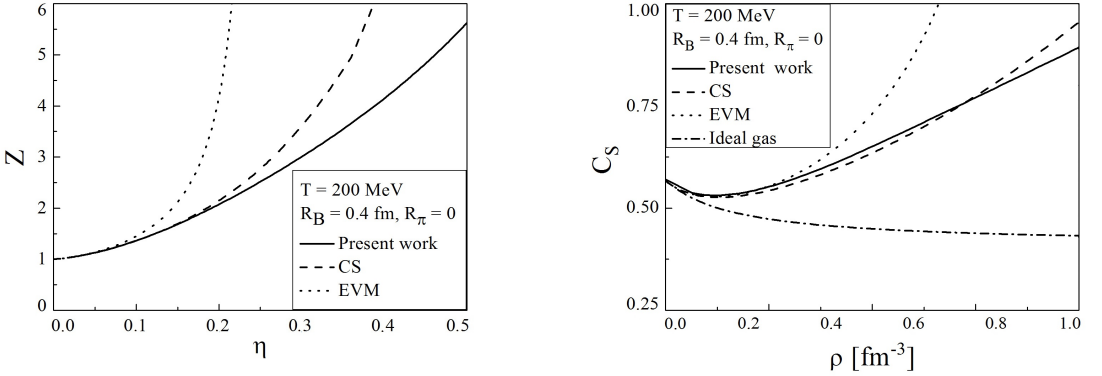 6
5
4
3
2
1
0
Z
0.0 0.1 0.2 0.3 0.4 0.5
η
T = 200 MeV
R_B = 0.4 fm, R_π = 0
Present work
CS
EVM
1.00
0.75
0.50
0.25
C_S
T = 200 MeV
R_B = 0.4 fm, R_π = 0
Present work
CS
EVM
Ideal gas
0.0 0.2 0.4 0.6 0.8 1.0
ρ [fm⁻³]